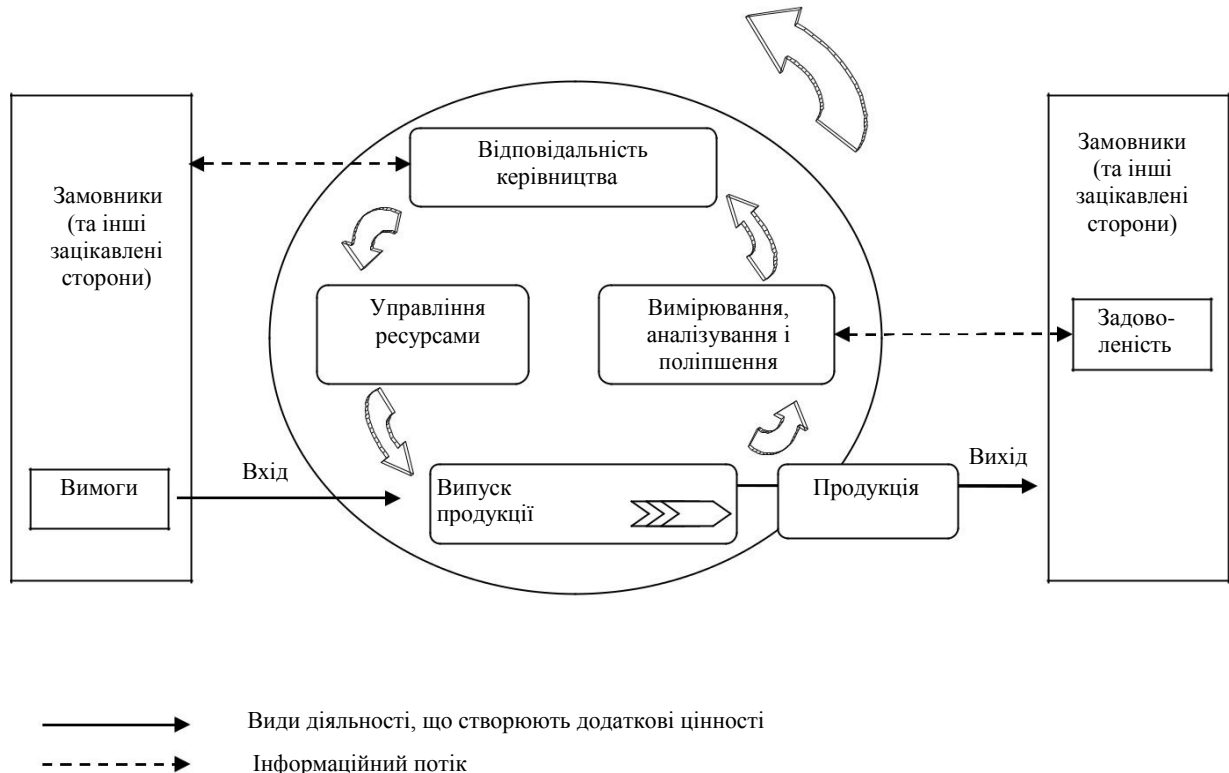 Замовники
(та інші
зацікавлені
сторони)
Вимоги
Вхід
Відповідальність
керівництва
Управління
ресурсами
Вимірювання,
аналізування і
поліпшення
Випуск
продукції
Продукція
Вихід
Замовники
(та інші
зацікавлені
сторони)
Задово-
леність
Види діяльності, що створюють додаткові цінності
Інформаційний потік